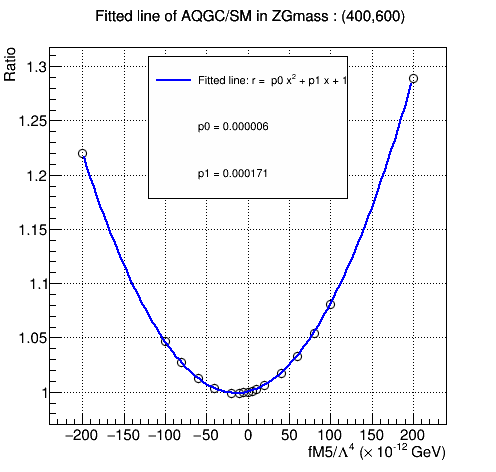 Fitted line of AQGC/SM in ZGmass : (400,600)
Ratio
1.3
1.25
1.2
1.15
1.1
1.05
1
Fitted line: r = p0 x² + p1 x + 1
p0 = 0.000006
p1 = 0.000171
−200 −150 −100 −50 0 50 100 150 200
fM5/Λ⁴ (× 10⁻¹² GeV)